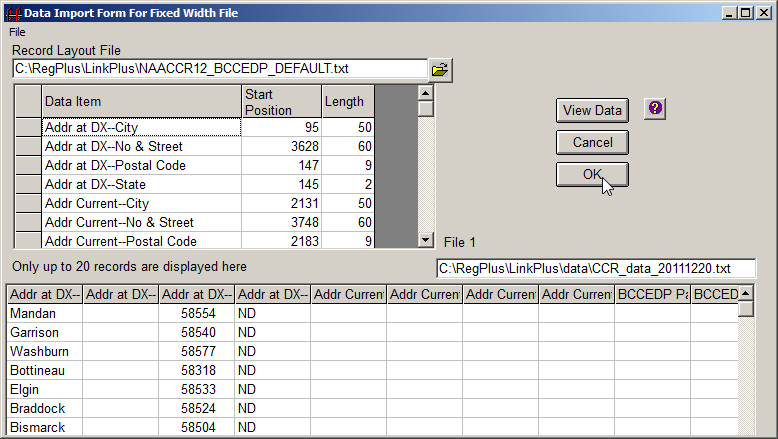 Data Import Form For Fixed Width File
File
Record Layout File
C:\RegPlus\LinkPlus\NAACCR12_BCCEDP_DEFAULT.txt
Data Item Start Position Length
Addr at DX--City 95 50
Addr at DX--No & Street 3628 60
Addr at DX--Postal Code 147 9
Addr at DX--State 145 2
Addr Current--City 2131 50
Addr Current--No & Street 3748 60
Addr Current--Postal Code 2183 9
View Data ?
Cancel
OK
File 1
Only up to 20 records are displayed here
C:\RegPlus\LinkPlus\data\CCR_data_20111220.txt
Addr at DX-- Addr at DX-- Addr at DX-- Addr at DX-- Addr Current Addr Current Addr Current Addr Current BCCEDP Pa BCCED
Mandan 58554 ND
Garrison 58540 ND
Washburn 58577 ND
Bottineau 58318 ND
Elgin 58533 ND
Braddock 58524 ND
Bismarck 58504 ND